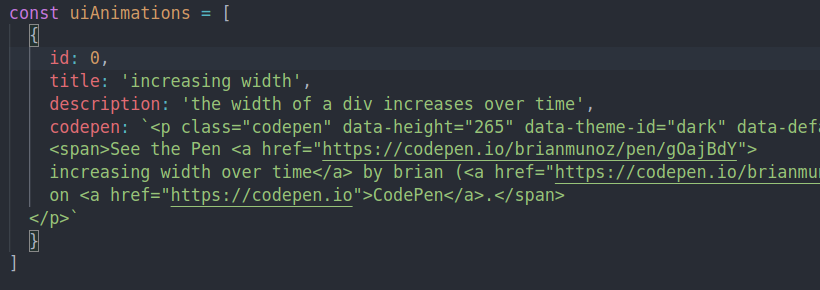 const uiAnimations = [
{
id: 0,
title: 'increasing width',
description: 'the width of a div increases over time',
codepen: `<p class="codepen" data-height="265" data-theme-id="dark" data-defa
<span>See the Pen <a href="https://codepen.io/brianmunoz/pen/gOajBdY">
increasing width over time</a> by brian (<a href="https://codepen.io/brianmun
on <a href="https://codepen.io">CodePen</a>.</span>
</p>`
}
]